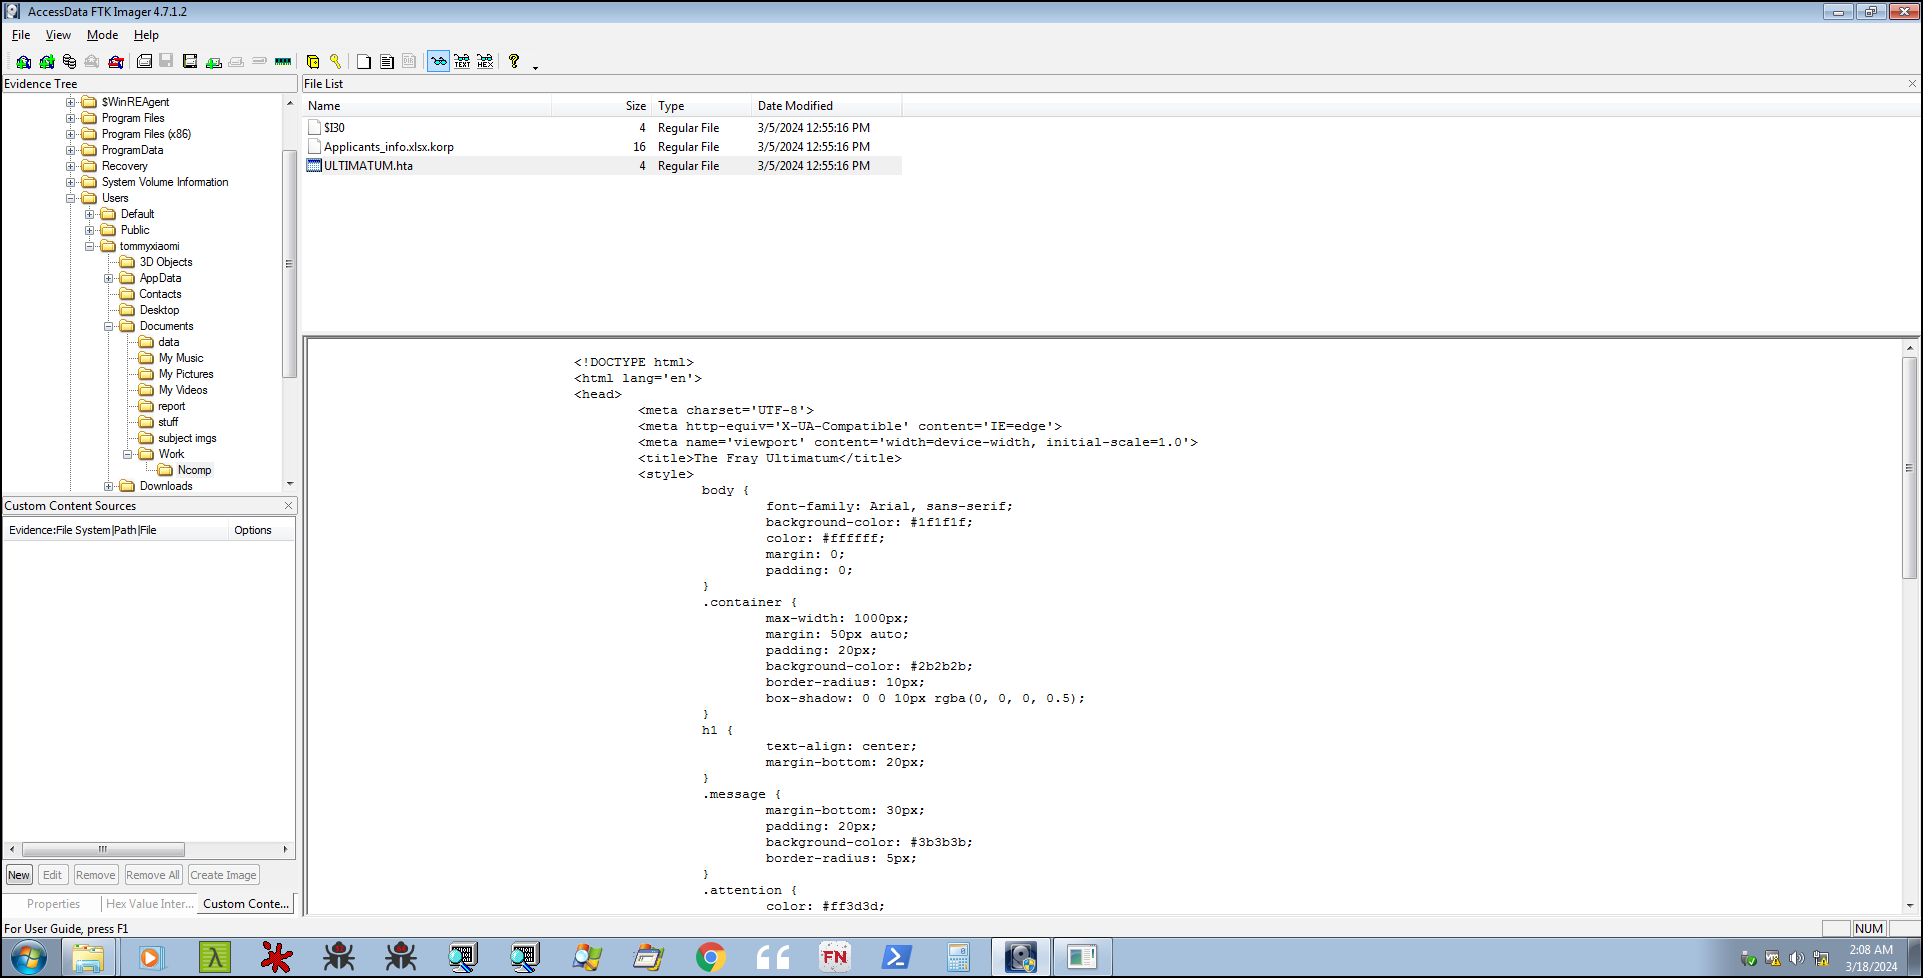 AccessData FTK Imager 4.7.1.2
File View Mode Help
Evidence Tree
$WinREAgent
Program Files
Program Files (x86)
ProgramData
Recovery
System Volume Information
Users
Default
Public
tommyxiaomi
3D Objects
AppData
Contacts
Desktop
Documents
data
My Music
My Pictures
My Videos
report
stuff
subject imgs
Work
Ncomp
Downloads
Custom Content Sources
Evidence:File System|Path|File Options
New Edit Remove Remove All Create Image
Properties Hex Value Inter... Custom Conte...
File List
Name Size Type Date Modified
$I30 4 Regular File 3/5/2024 12:55:16 PM
Applicants_info.xlsx.korp 16 Regular File 3/5/2024 12:55:16 PM
ULTIMATUM.hta 4 Regular File 3/5/2024 12:55:16 PM
<!DOCTYPE html>
<html lang='en'>
<head>
<meta charset='UTF-8'>
<meta http-equiv='X-UA-Compatible' content='IE=edge'>
<meta name='viewport' content='width=device-width, initial-scale=1.0'>
<title>The Fray Ultimatum</title>
<style>
body {
font-family: Arial, sans-serif;
background-color: #1f1f1f;
color: #ffffff;
margin: 0;
padding: 0;
}
.container {
max-width: 1000px;
margin: 50px auto;
padding: 20px;
background-color: #2b2b2b;
border-radius: 10px;
box-shadow: 0 0 10px rgba(0, 0, 0, 0.5);
}
h1 {
text-align: center;
margin-bottom: 20px;
}
.message {
margin-bottom: 30px;
padding: 20px;
background-color: #3b3b3b;
border-radius: 5px;
}
.attention {
color: #ff3d3d;
For User Guide, press F1
NUM
FN
2:08 AM
3/18/2024